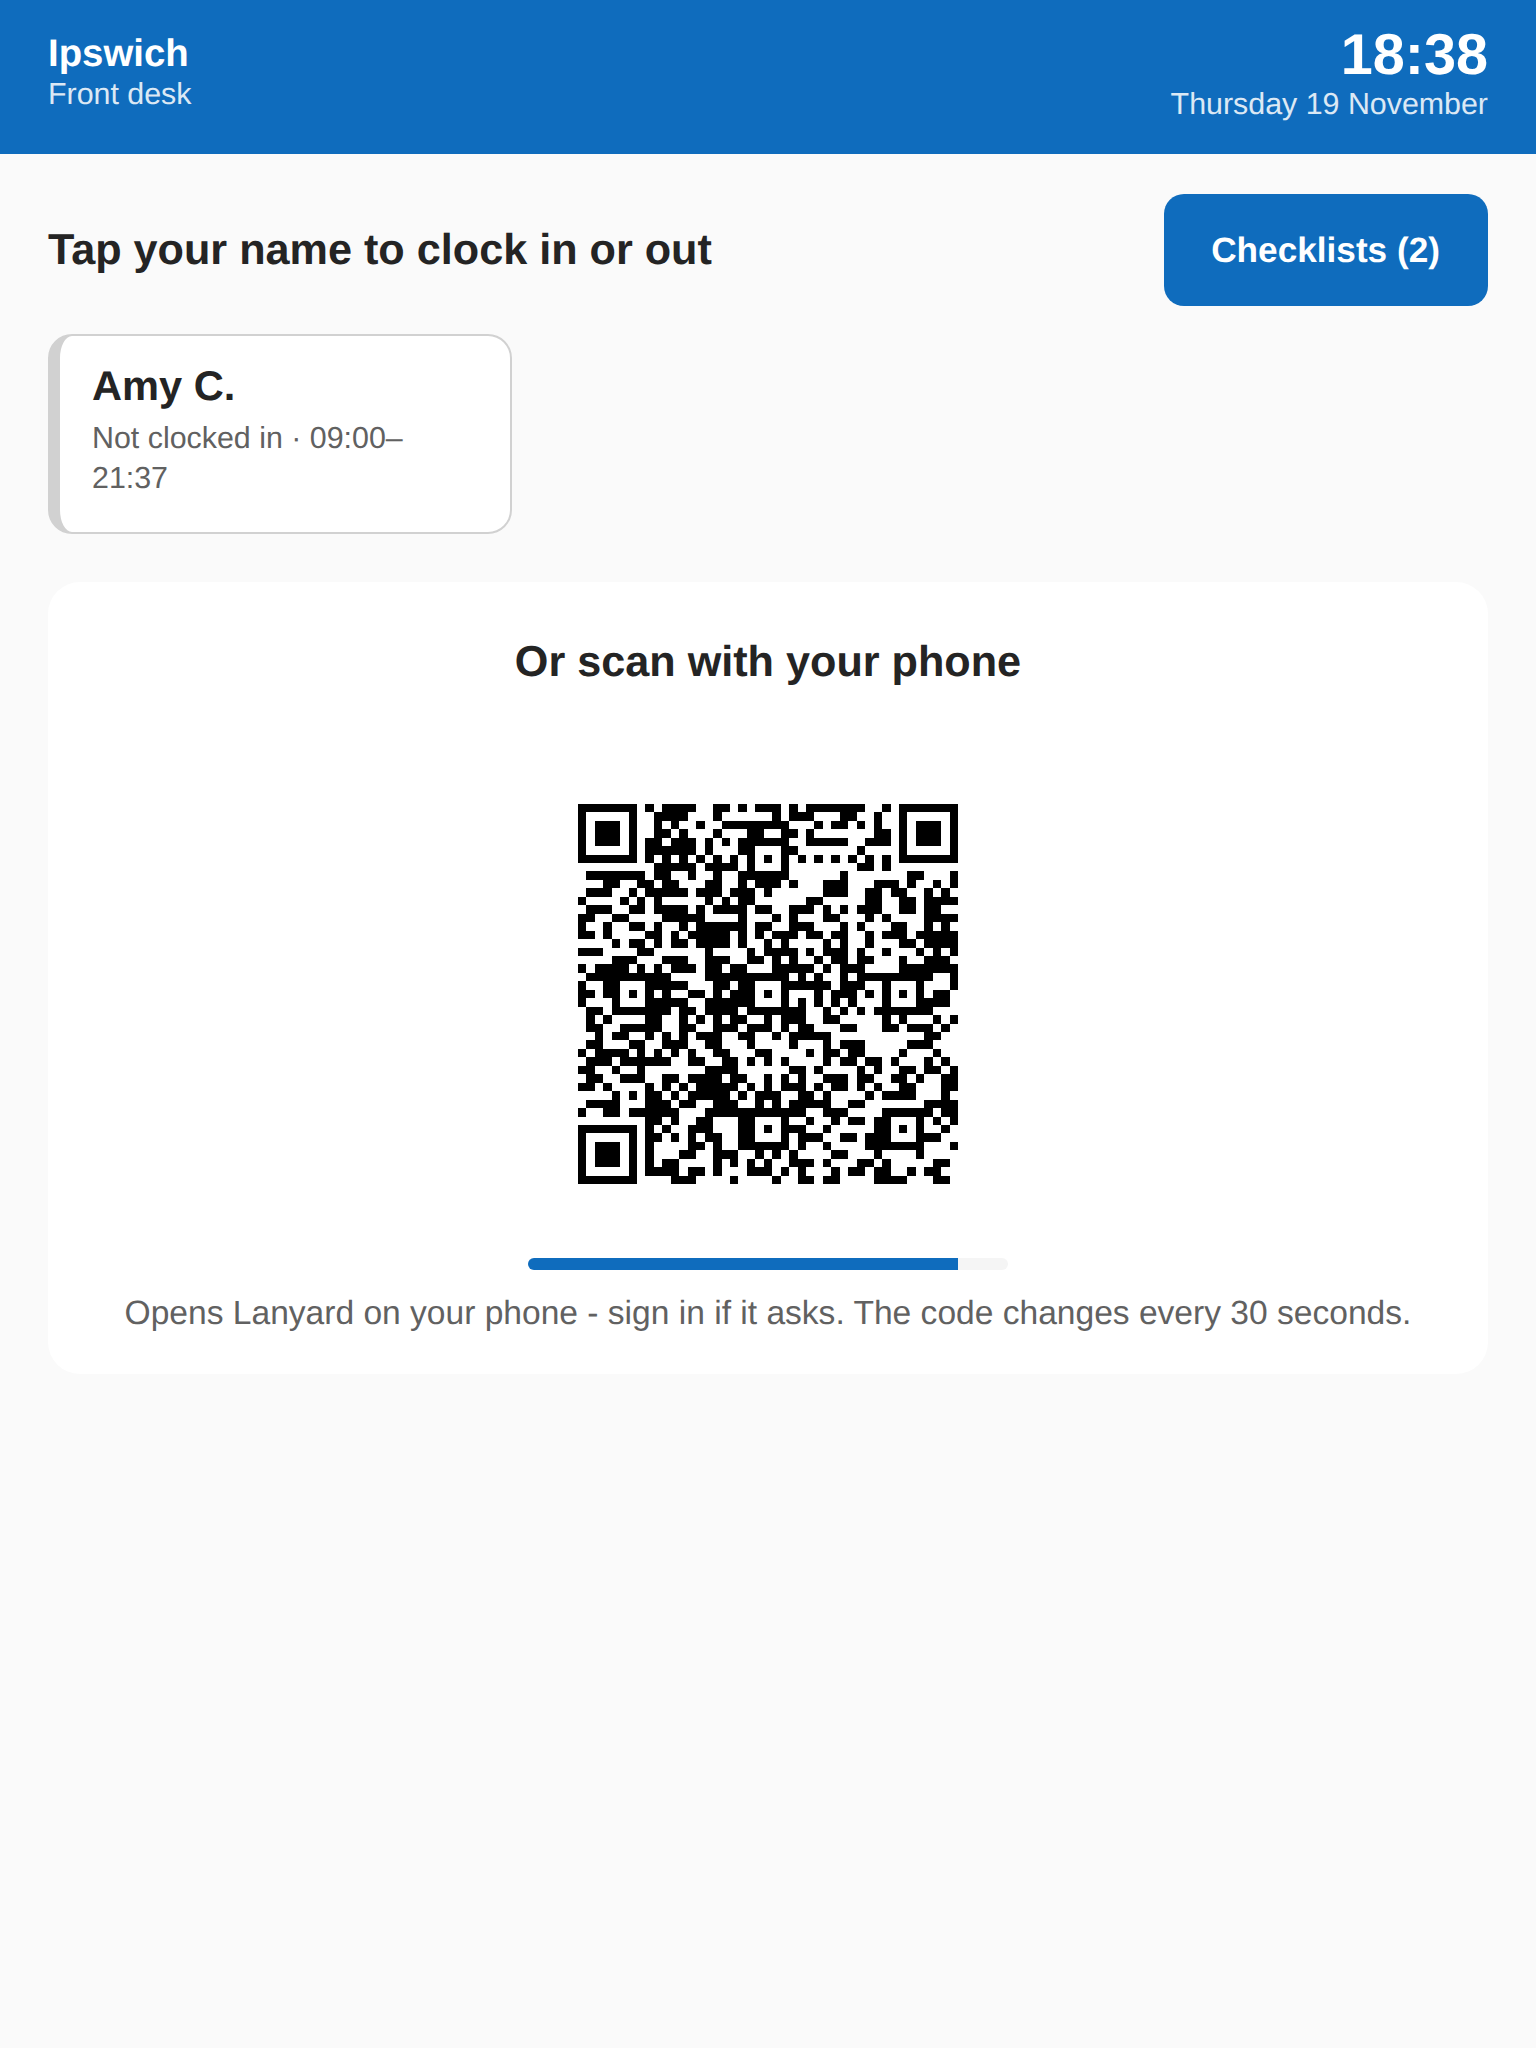 Ipswich
Front desk
18:38
Thursday 19 November
Tap your name to clock in or out
Checklists (2)
Amy C.
Not clocked in · 09:00–
21:37
Or scan with your phone
Opens Lanyard on your phone - sign in if it asks. The code changes every 30 seconds.